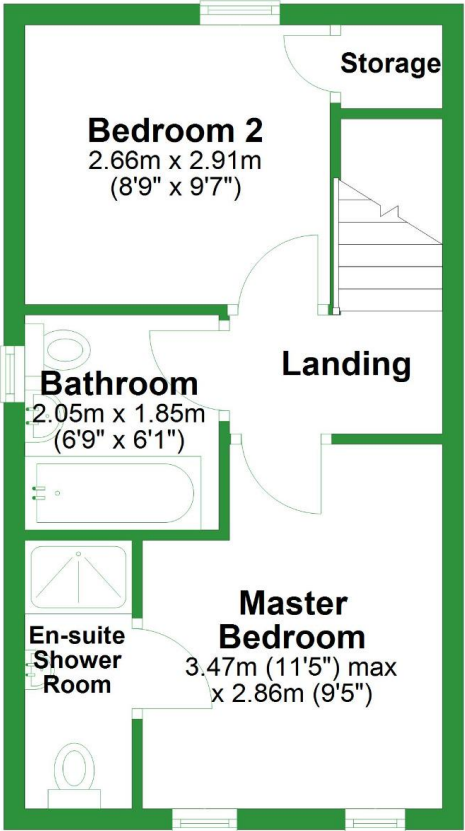 Storage
Bedroom 2
2.66m x 2.91m
(8'9" x 9'7")
Landing
Bathroom
2.05m x 1.85m
(6'9" x 6'1")
Master
Bedroom
3.47m (11'5") max
x 2.86m (9'5")
En-suite
Shower
Room